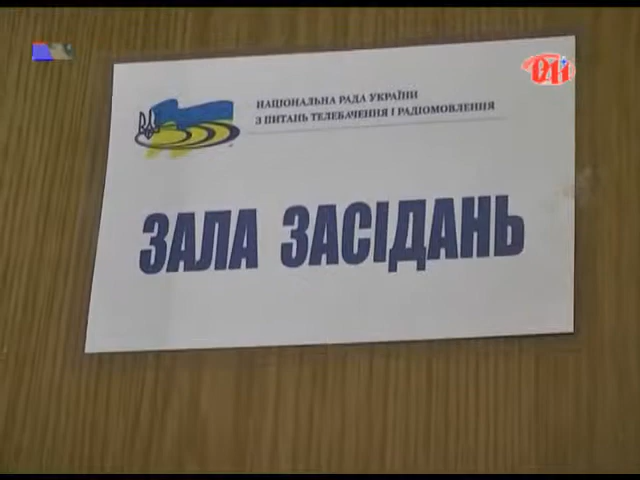 НАЦІОНАЛЬНА РАДА УКРАЇНИ
З ПИТАНЬ ТЕЛЕБАЧЕННЯ І РАДІОМОВЛЕННЯ
ЗАЛА ЗАСІДАНЬ